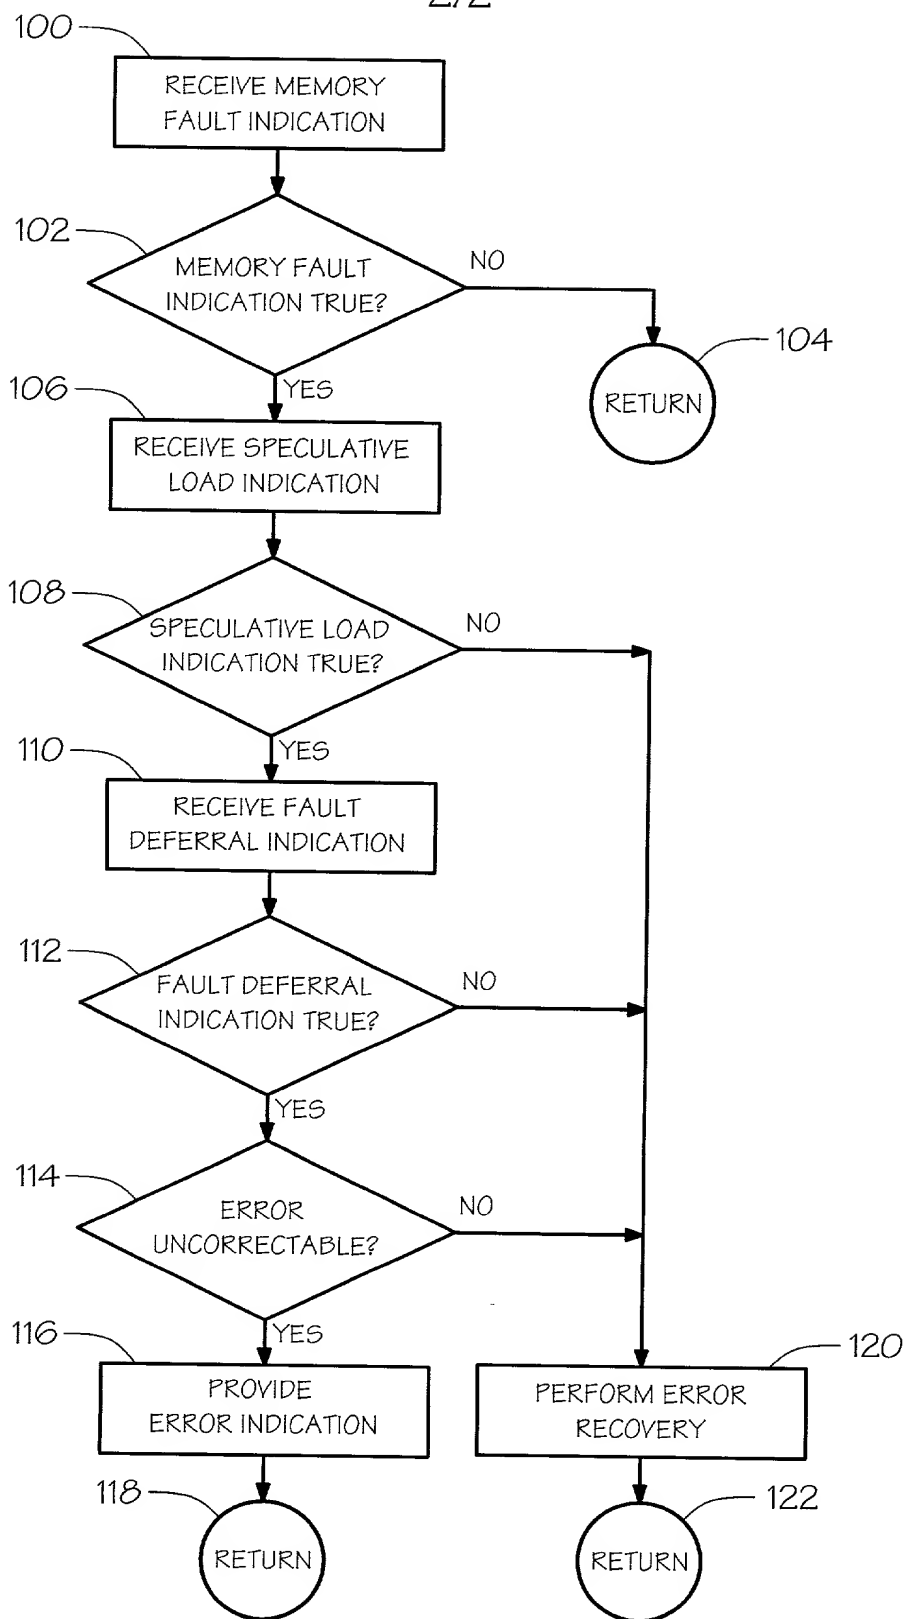 100
RECEIVE MEMORY
FAULT INDICATION
102
MEMORY FAULT
INDICATION TRUE?
NO
104
RETURN
YES
106
RECEIVE SPECULATIVE
LOAD INDICATION
108
SPECULATIVE LOAD
INDICATION TRUE?
NO
YES
110
RECEIVE FAULT
DEFERRAL INDICATION
112
FAULT DEFERRAL
INDICATION TRUE?
NO
YES
114
ERROR
UNCORRECTABLE?
NO
YES
116
PROVIDE
ERROR INDICATION
120
PERFORM ERROR
RECOVERY
118
RETURN
122
RETURN